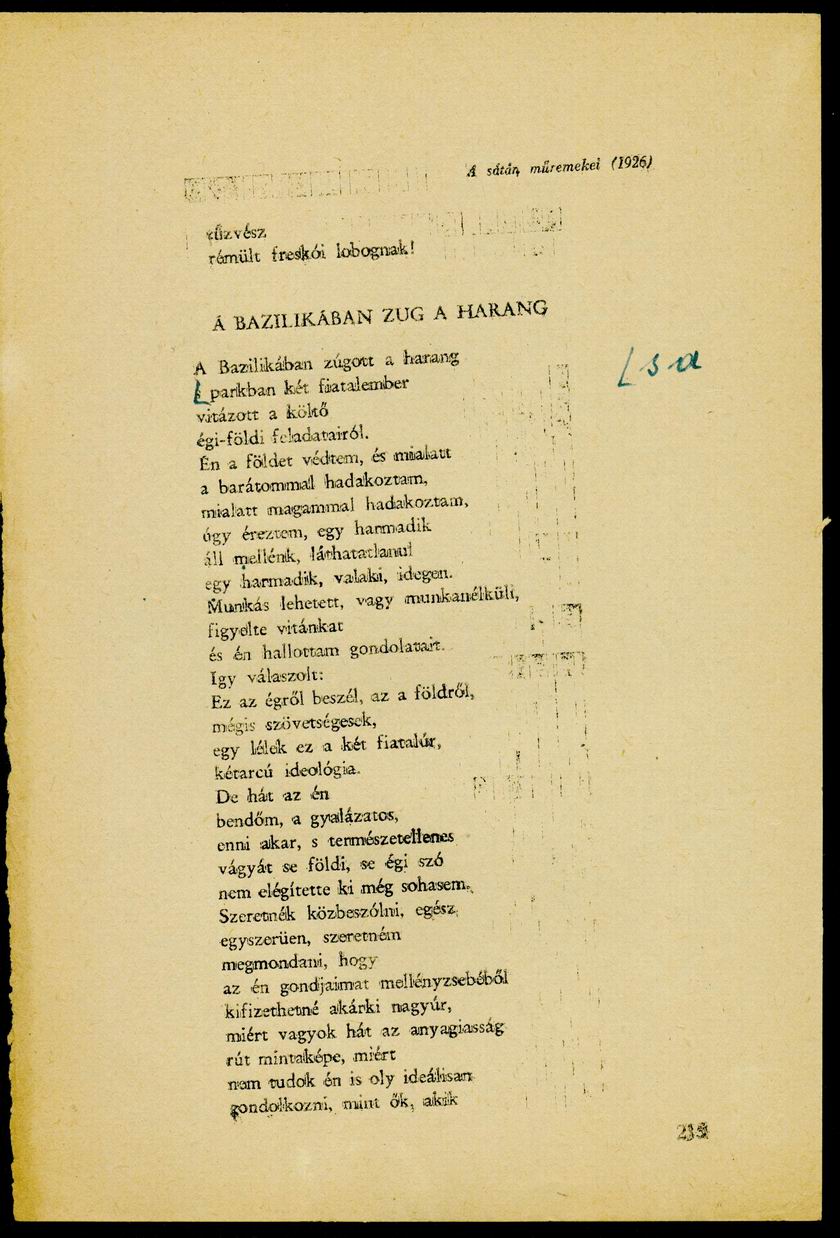 A sátán műremekei (1926)
tűzvész
rémült freskói lobognak!
A BAZILIKÁBAN ZUG A HARANG
A Bazilikában zúgott a harang
⌊ s a
parkban két fiatalember
vitázott a költő
égi-földi feladatairól.
Én a földet védtem, és mialatt
a barátommal hadakoztam,
mialatt magammal hadakoztam,
úgy éreztem, egy harmadik
áll mellénk, láthatatlanul
egy harmadik, valaki, idegen.
Munkás lehetett, vagy munkanélküli,
figyelte vitánkat
és én hallottam gondolatait.
Igy válaszolt:
Ez az égről beszél, az a földről,
mégis szövetségesek,
egy lélek ez a két fiatalúr,
kétarcú ideológia.
De hát az én
bendőm, a gyalázatos,
enni akar, s természetellenes
vágyát se földi, se égi szó
nem elégítette ki még sohasem.
Szeretnék közbeszólni, egész
egyszerüen, szeretném
megmondani, hogy
az én gondjaimat mellényzsebéből
kifizethetné akárki nagyúr,
miért vagyok hát az anyagiasság
rút mintaképe, miért
nem tudok én is oly ideálisan
gondolkozni, mint ők, akik